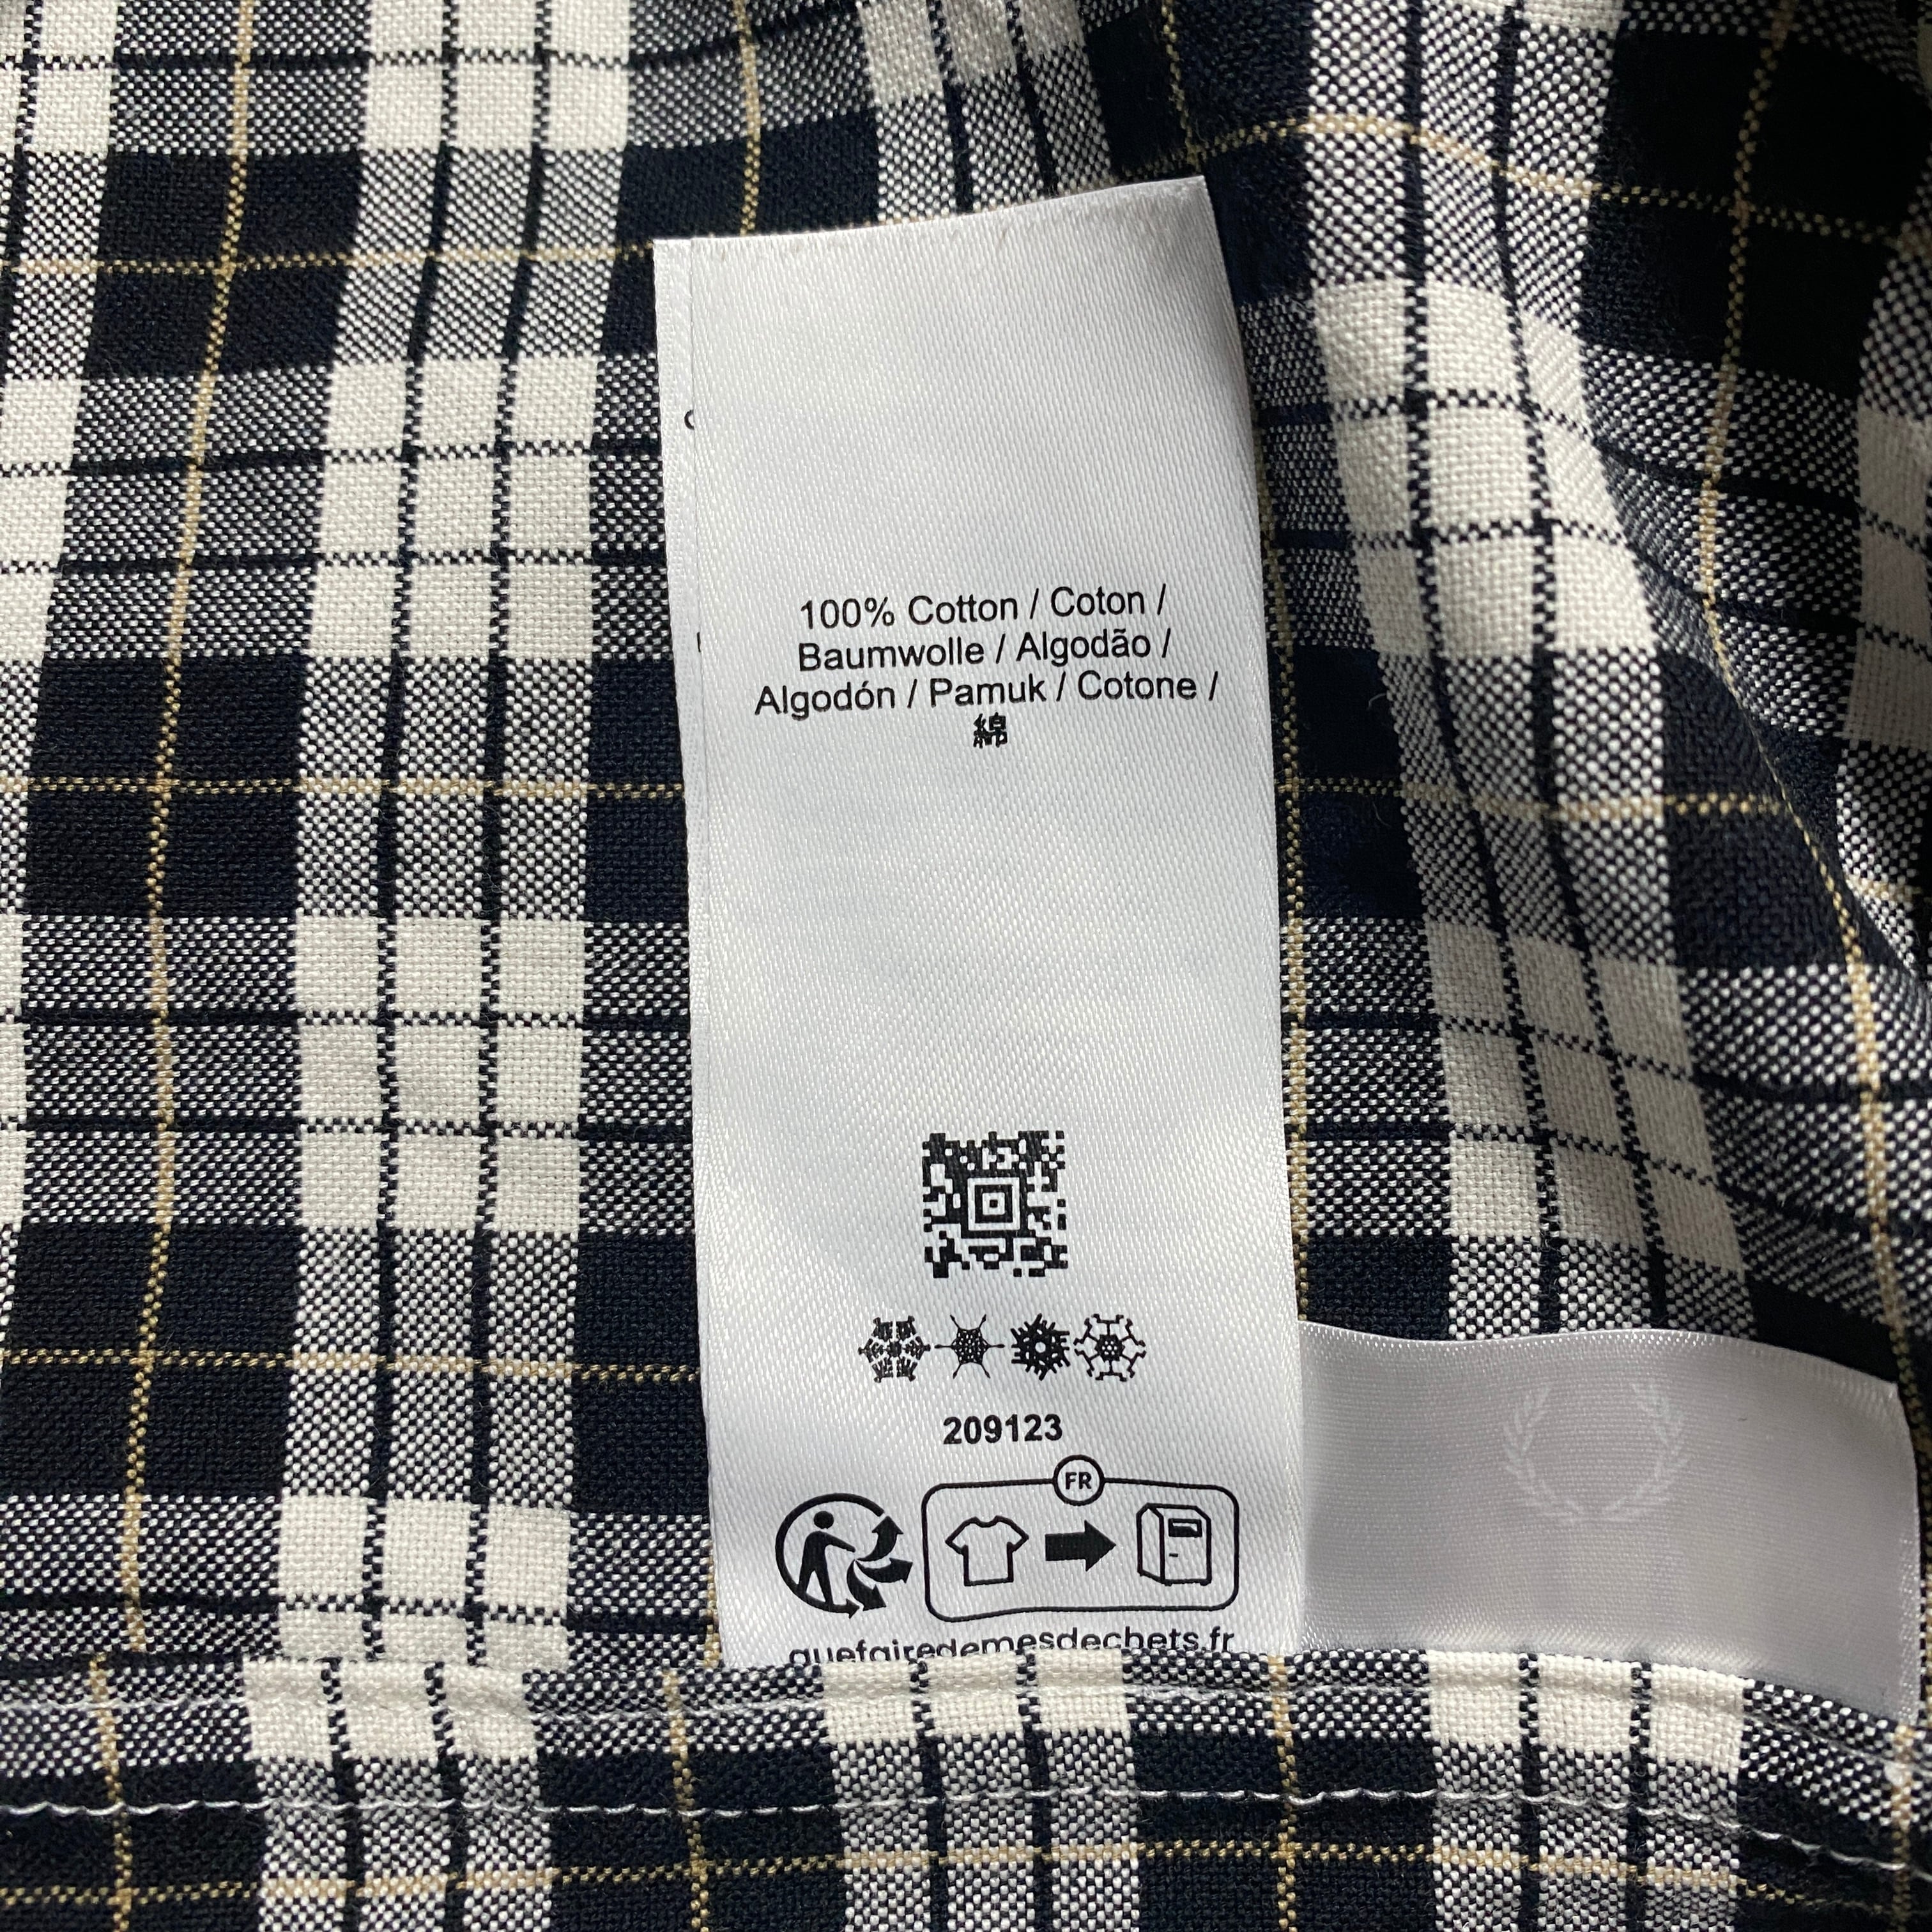 100% Cotton / Coton /
Baumwolle / Algodão /
Algodón / Pamuk / Cotone /
綿
209123
FR
quefairedemesdechets.fr